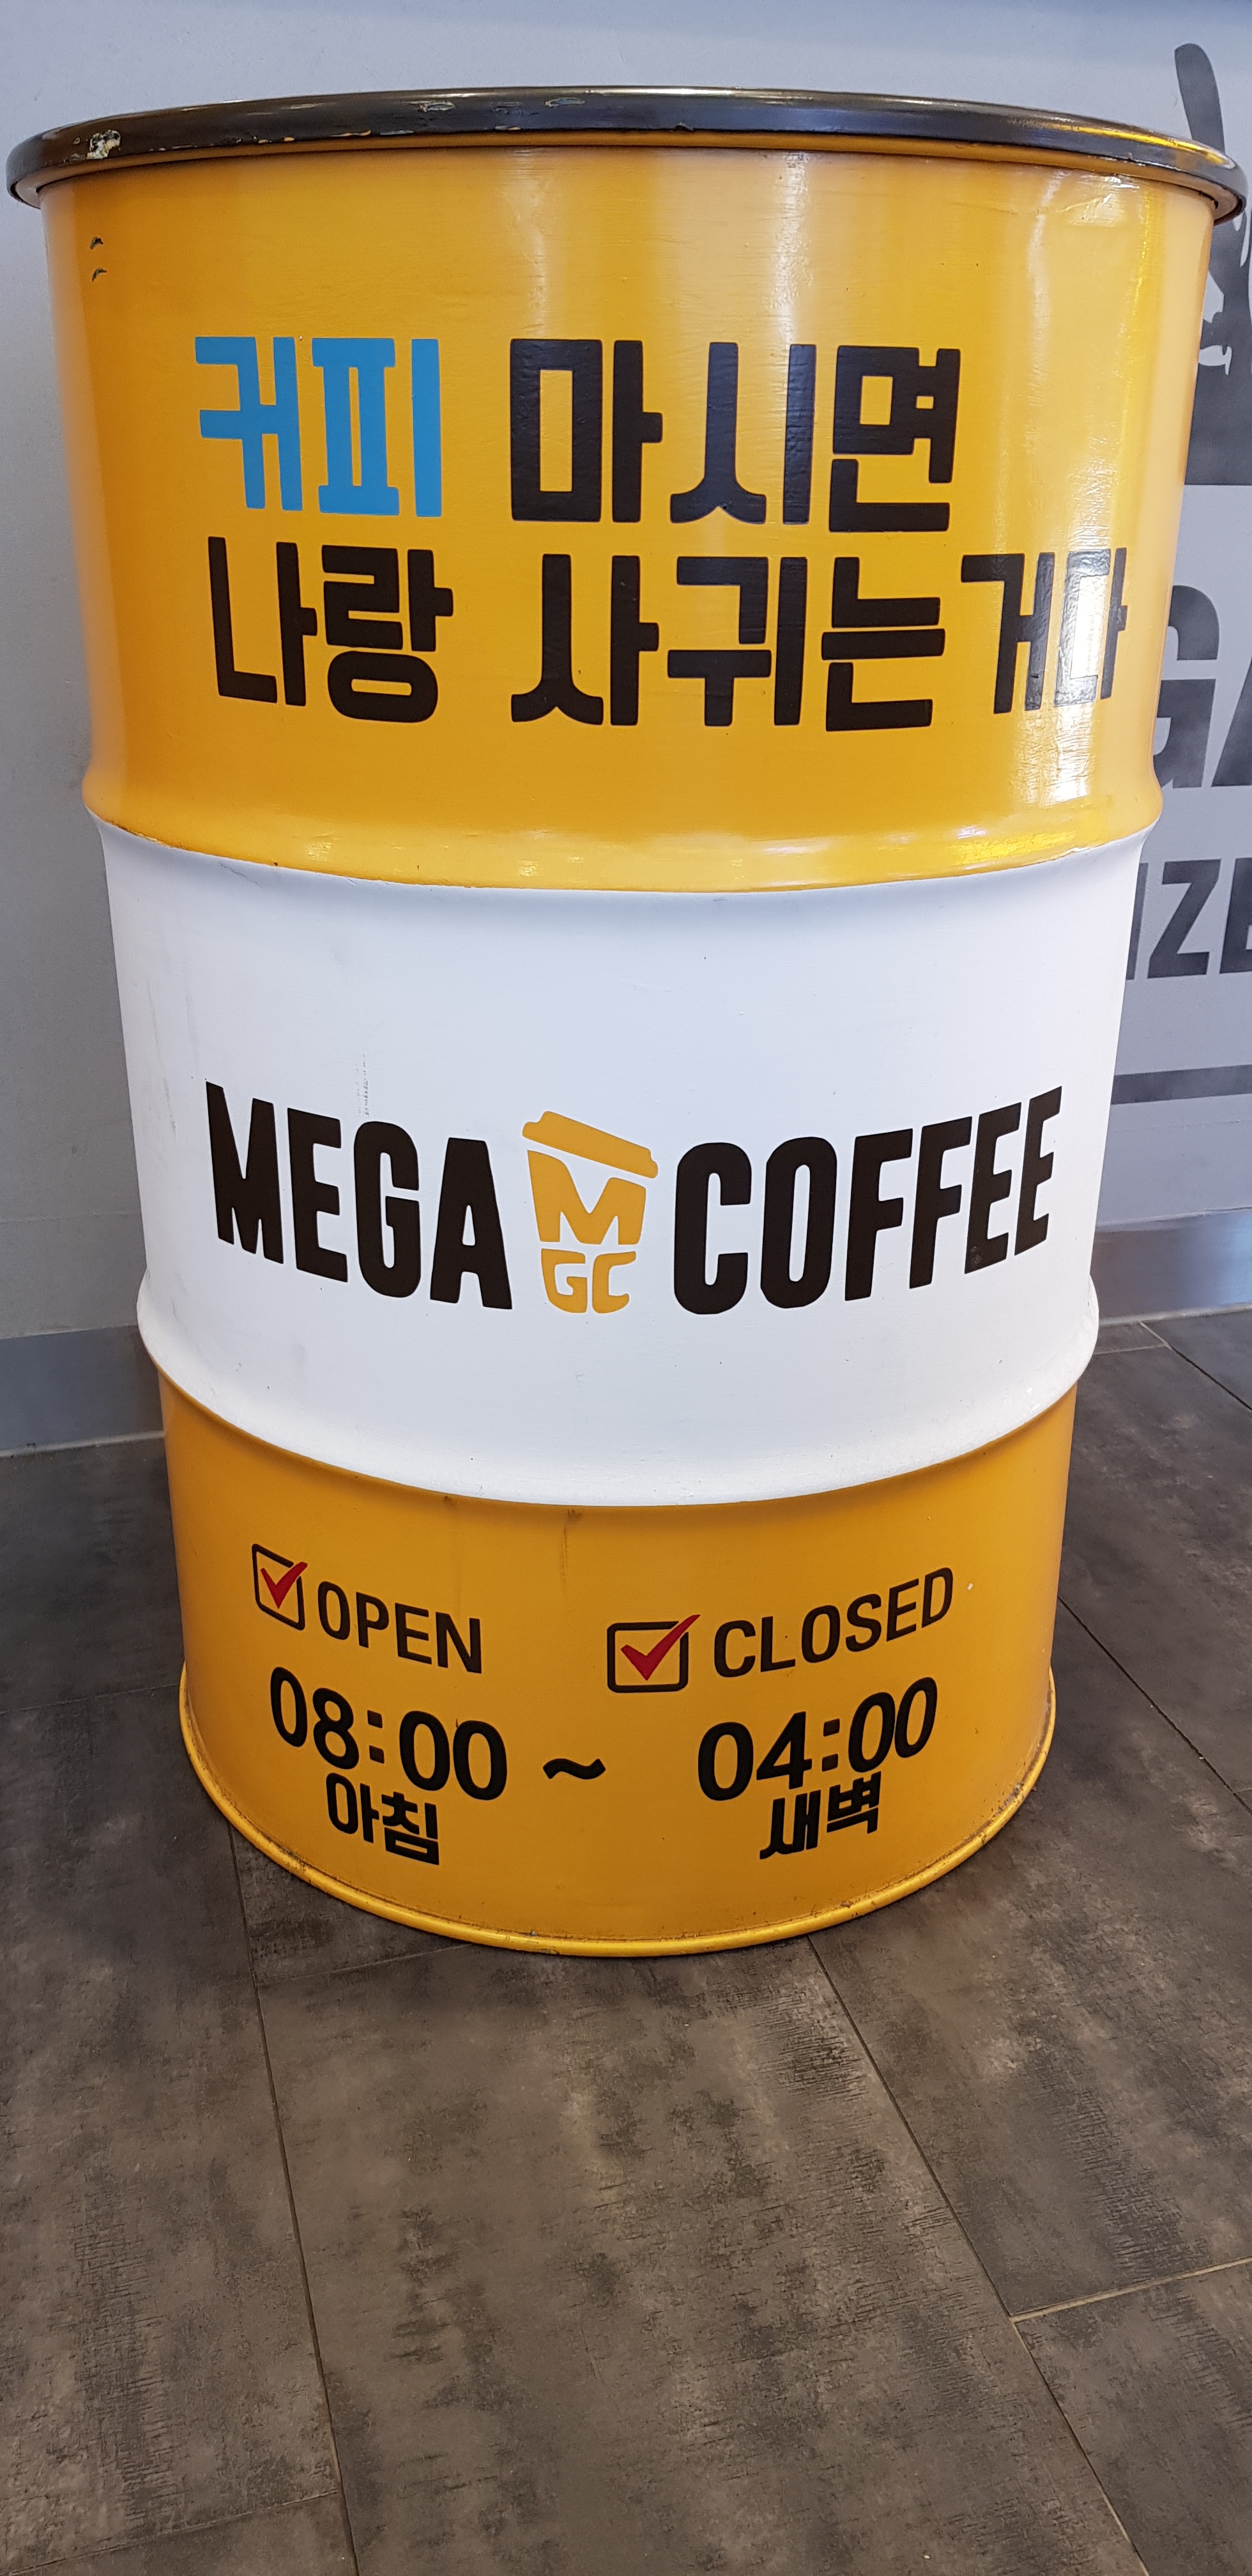 커피 마시면
나랑 사귀는거다
MEGA MGC COFFEE
OPEN
CLOSED
08:00 ~ 04:00
아침
새벽